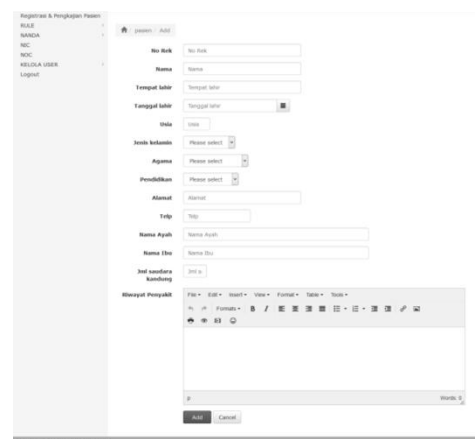 Registrasi & Pengkajian Pasien
RULE
NANDA
NIC
NOC
KELOLA USER
Logout
/ pasien / Add
No Rek No Rek
Nama Nama
Tempat lahir Tempat lahir
Tanggal lahir Tanggal lahir
Usia Usia
Jenis kelamin Please select
Agama Please select
Pendidikan Please select
Alamat Alamat
Telp Telp
Nama Ayah Nama Ayah
Nama Ibu Nama Ibu
Jml saudara Jml s
kandung
Riwayat Penyakit File Edit Insert View Format Table Tools
Formats B I
p Words: 0
Add Cancel